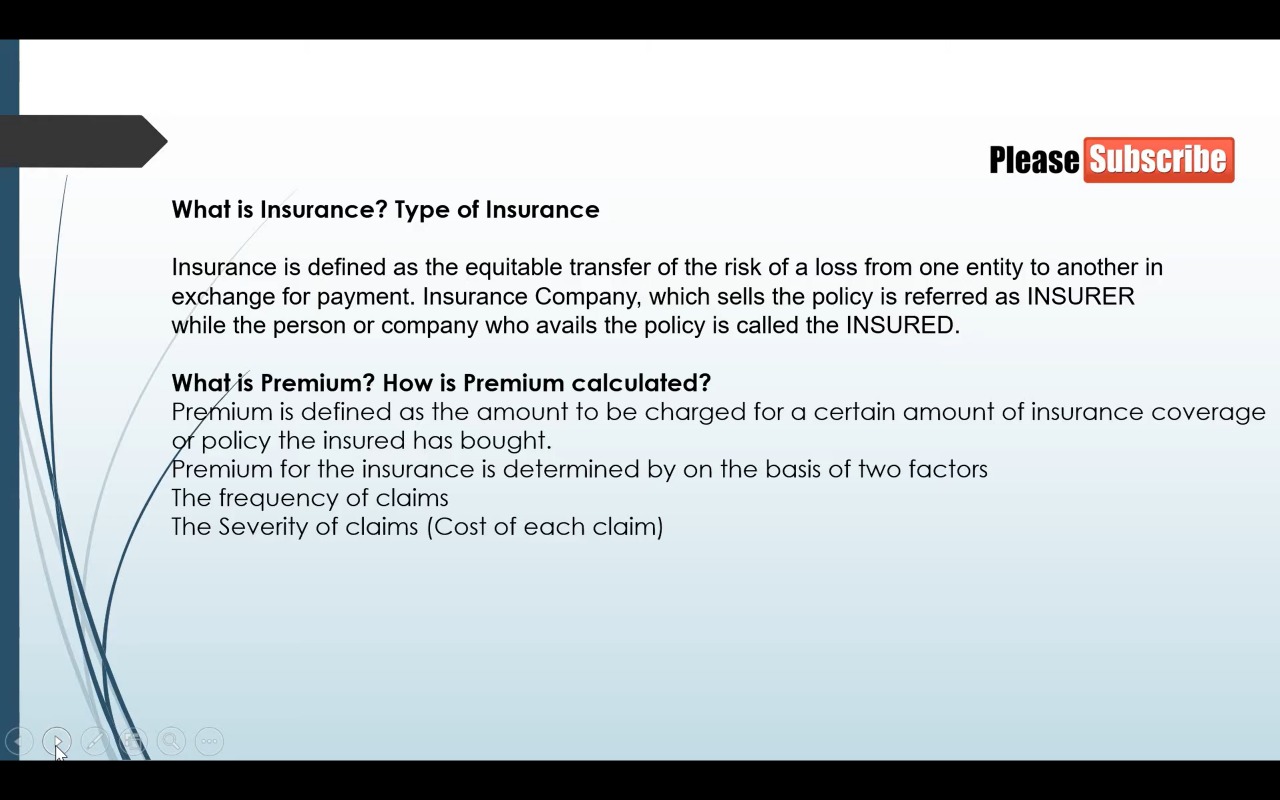 Please Subscribe
What is Insurance? Type of Insurance
Insurance is defined as the equitable transfer of the risk of a loss from one entity to another in
exchange for payment. Insurance Company, which sells the policy is referred as INSURER
while the person or company who avails the policy is called the INSURED.
What is Premium? How is Premium calculated?
Premium is defined as the amount to be charged for a certain amount of insurance coverage
or policy the insured has bought.
Premium for the insurance is determined by on the basis of two factors
The frequency of claims
The Severity of claims (Cost of each claim)